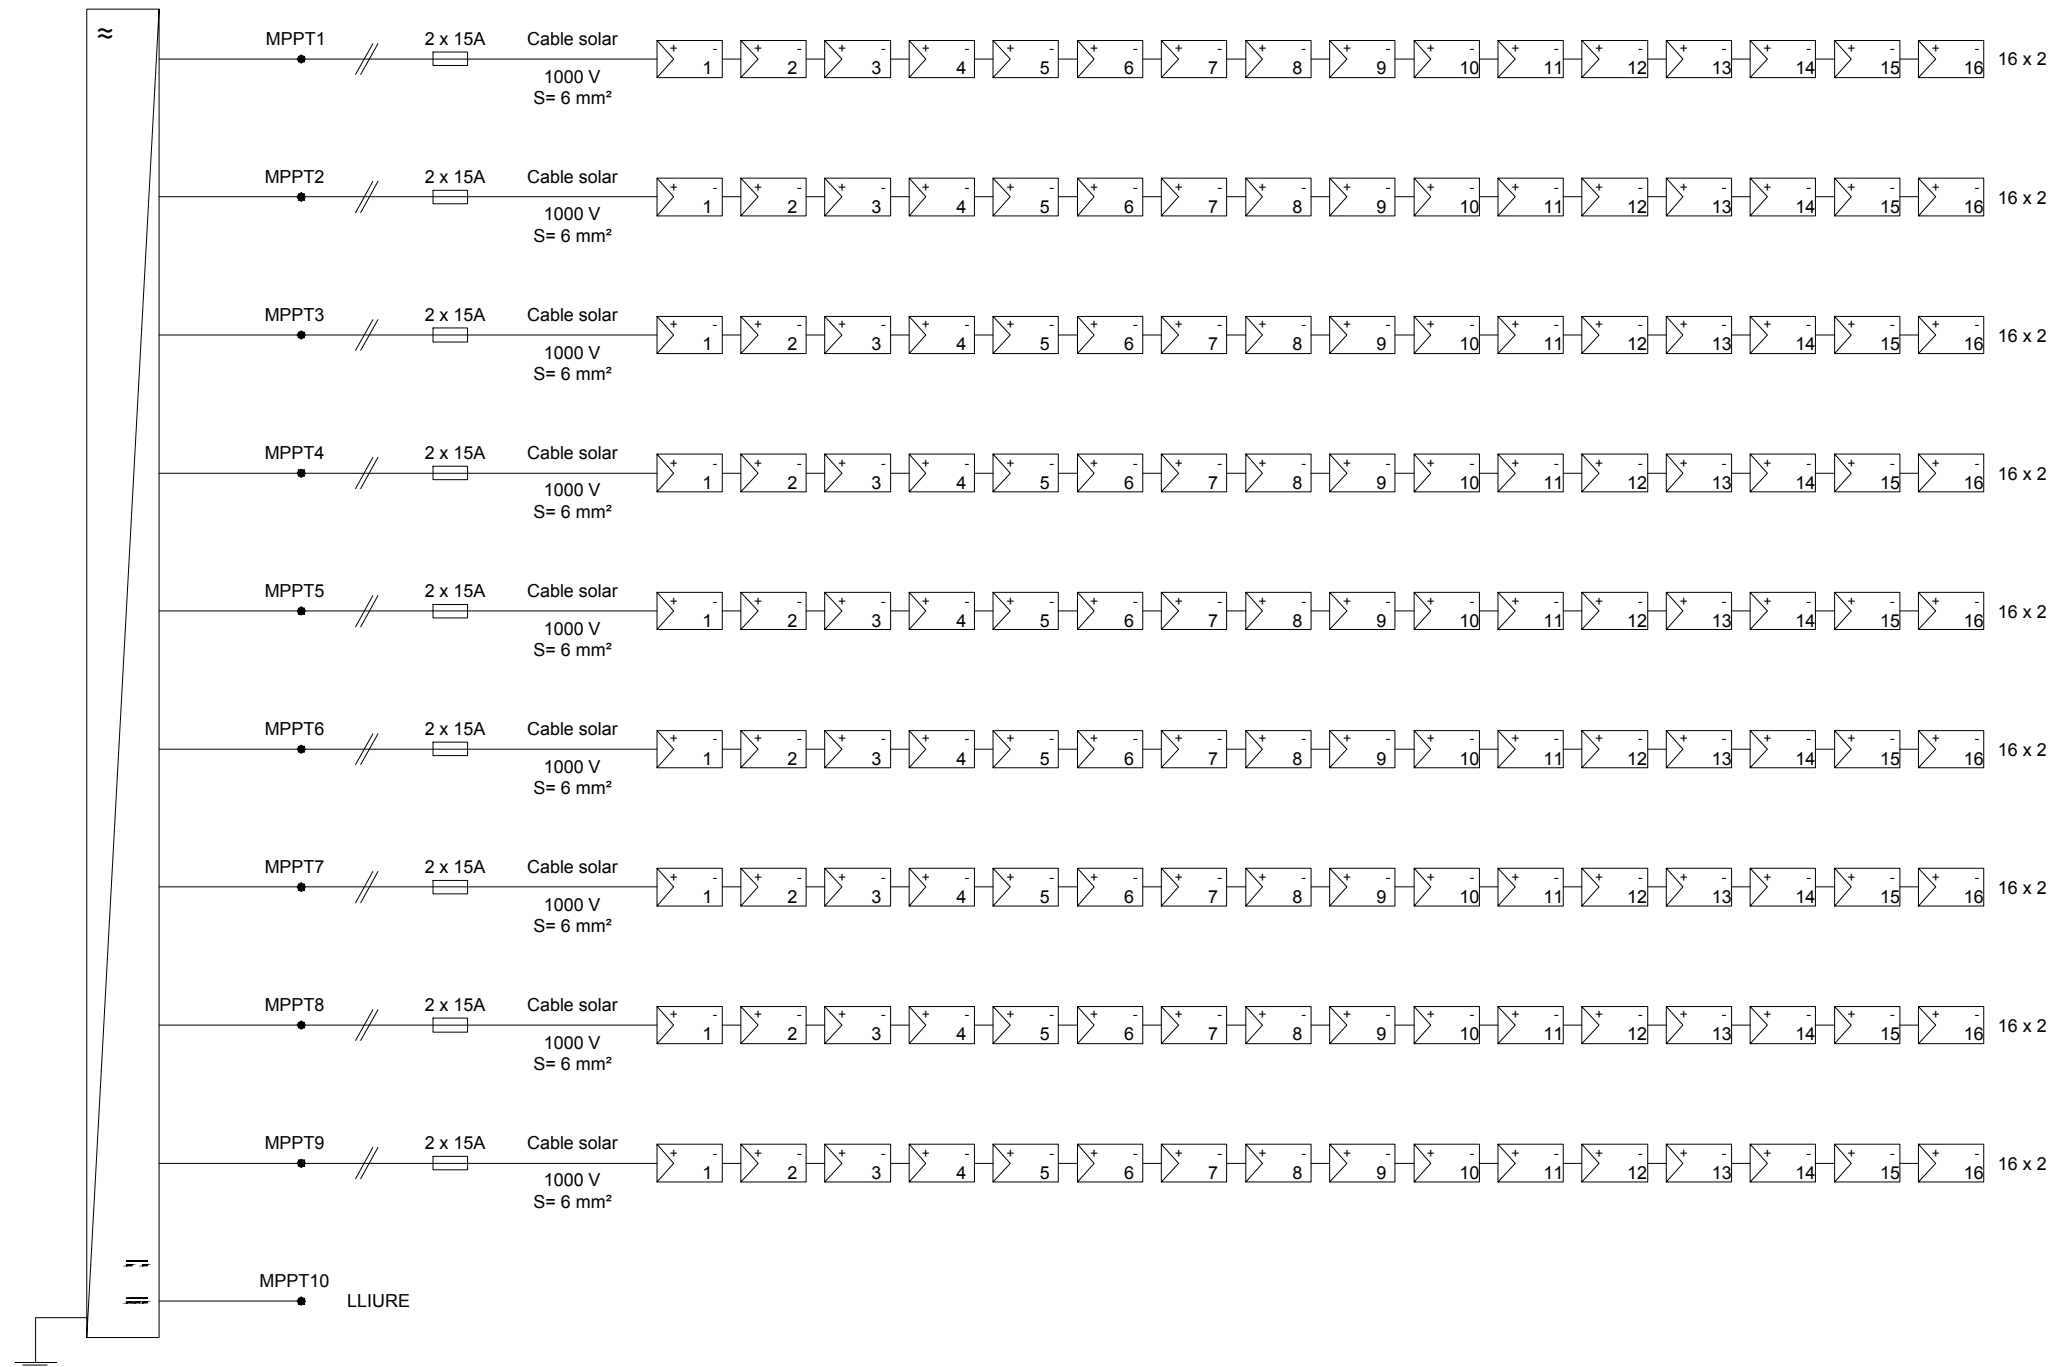 ≈
MPPT1 2 x 15A Cable solar
+ - 1 + - 2 + - 3 + - 4 + - 5 + - 6 + - 7 + - 8 + - 9 + - 10 + - 11 + - 12 + - 13 + - 14 + - 15 + - 16 16 x 2
1000 V
S= 6 mm²
MPPT2 2 x 15A Cable solar
+ - 1 + - 2 + - 3 + - 4 + - 5 + - 6 + - 7 + - 8 + - 9 + - 10 + - 11 + - 12 + - 13 + - 14 + - 15 + - 16 16 x 2
1000 V
S= 6 mm²
MPPT3 2 x 15A Cable solar
+ - 1 + - 2 + - 3 + - 4 + - 5 + - 6 + - 7 + - 8 + - 9 + - 10 + - 11 + - 12 + - 13 + - 14 + - 15 + - 16 16 x 2
1000 V
S= 6 mm²
MPPT4 2 x 15A Cable solar
+ - 1 + - 2 + - 3 + - 4 + - 5 + - 6 + - 7 + - 8 + - 9 + - 10 + - 11 + - 12 + - 13 + - 14 + - 15 + - 16 16 x 2
1000 V
S= 6 mm²
MPPT5 2 x 15A Cable solar
+ - 1 + - 2 + - 3 + - 4 + - 5 + - 6 + - 7 + - 8 + - 9 + - 10 + - 11 + - 12 + - 13 + - 14 + - 15 + - 16 16 x 2
1000 V
S= 6 mm²
MPPT6 2 x 15A Cable solar
+ - 1 + - 2 + - 3 + - 4 + - 5 + - 6 + - 7 + - 8 + - 9 + - 10 + - 11 + - 12 + - 13 + - 14 + - 15 + - 16 16 x 2
1000 V
S= 6 mm²
MPPT7 2 x 15A Cable solar
+ - 1 + - 2 + - 3 + - 4 + - 5 + - 6 + - 7 + - 8 + - 9 + - 10 + - 11 + - 12 + - 13 + - 14 + - 15 + - 16 16 x 2
1000 V
S= 6 mm²
MPPT8 2 x 15A Cable solar
+ - 1 + - 2 + - 3 + - 4 + - 5 + - 6 + - 7 + - 8 + - 9 + - 10 + - 11 + - 12 + - 13 + - 14 + - 15 + - 16 16 x 2
1000 V
S= 6 mm²
MPPT9 2 x 15A Cable solar
+ - 1 + - 2 + - 3 + - 4 + - 5 + - 6 + - 7 + - 8 + - 9 + - 10 + - 11 + - 12 + - 13 + - 14 + - 15 + - 16 16 x 2
1000 V
S= 6 mm²
MPPT10
LLIURE